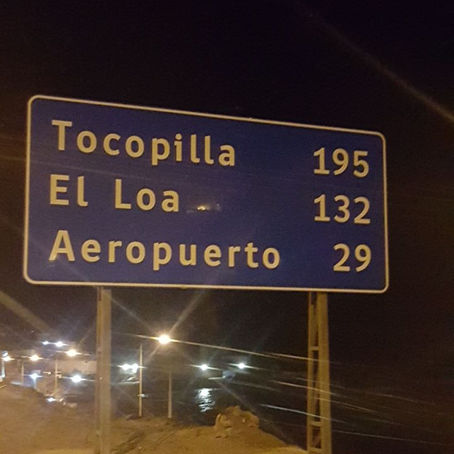 Tocopilla 195
El Loa 132
Aeropuerto 29